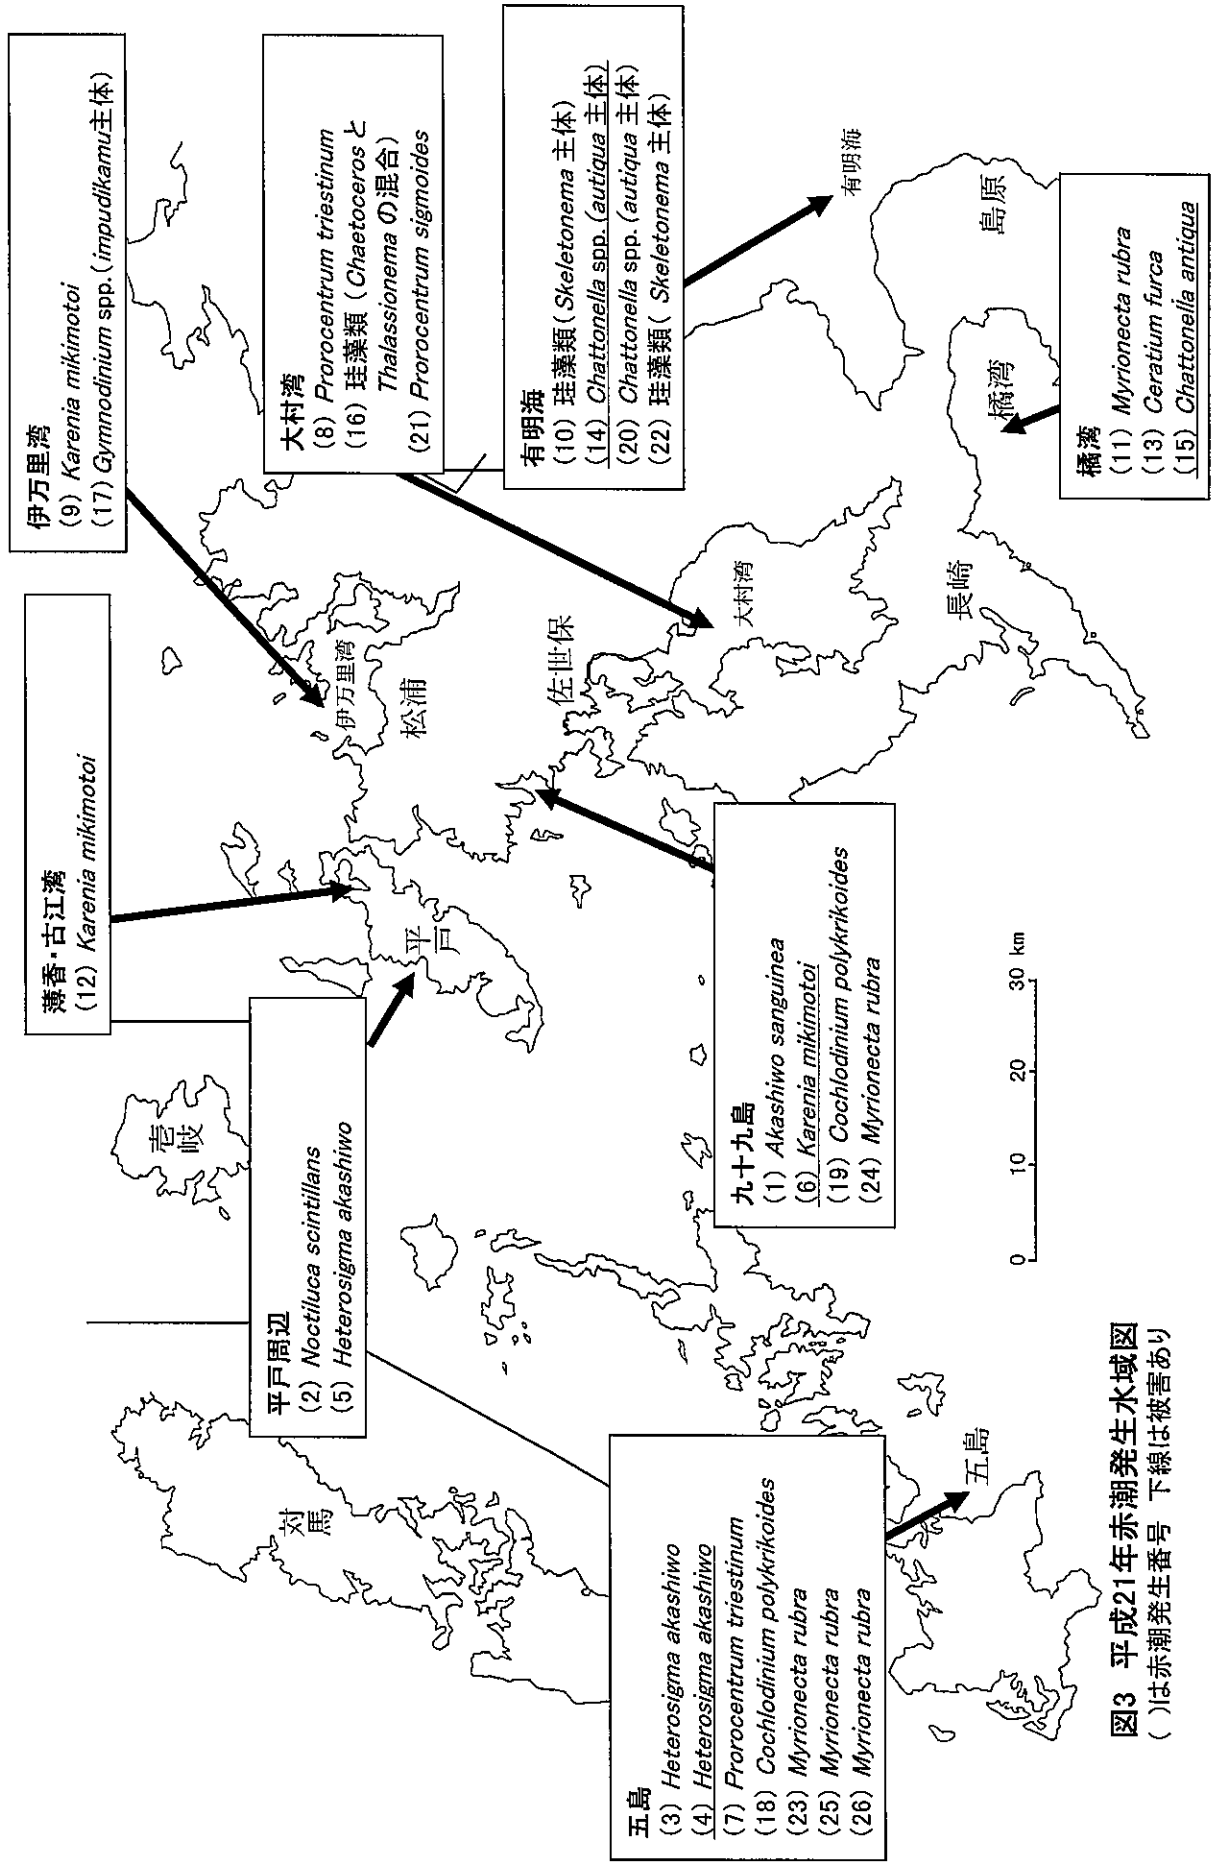 伊万里湾
(9) Karenia mikimotoi
(17) Gymnodinium spp.(impudikamu主体)
薄香・古江湾
(12) Karenia mikimotoi
大村湾
(8) Prorocentrum triestinum
(16) 珪藻類 (Chaetoceros と
Thalassionema の混合)
(21) Prorocentrum sigmoides
有明海
(10) 珪藻類(Skeletonema 主体)
(14) Chattonella spp.(autiqua 主体)
(20) Chattonella spp.(autiqua 主体)
(22) 珪藻類( Skeletonema 主体)
橘湾
(11) Myrionecta rubra
(13) Ceratium furca
(15) Chattonella antiqua
平戸周辺
(2) Noctiluca scintillans
(5) Heterosigma akashiwo
九十九島
(1) Akashiwo sanguinea
(6) Karenia mikimotoi
(19) Cochlodinium polykrikoides
(24) Myrionecta rubra
五島
(3) Heterosigma akashiwo
(4) Heterosigma akashiwo
(7) Prorocentrum triestinum
(18) Cochlodinium polykrikoides
(23) Myrionecta rubra
(25) Myrionecta rubra
(26) Myrionecta rubra
対馬
壱岐
平戸
伊万里湾
松浦
佐世保
大村湾
長崎
有明海
島原
橘湾
五島
0 10 20 30 km
図3 平成21年赤潮発生水域図
( )は赤潮発生番号 下線は被害あり